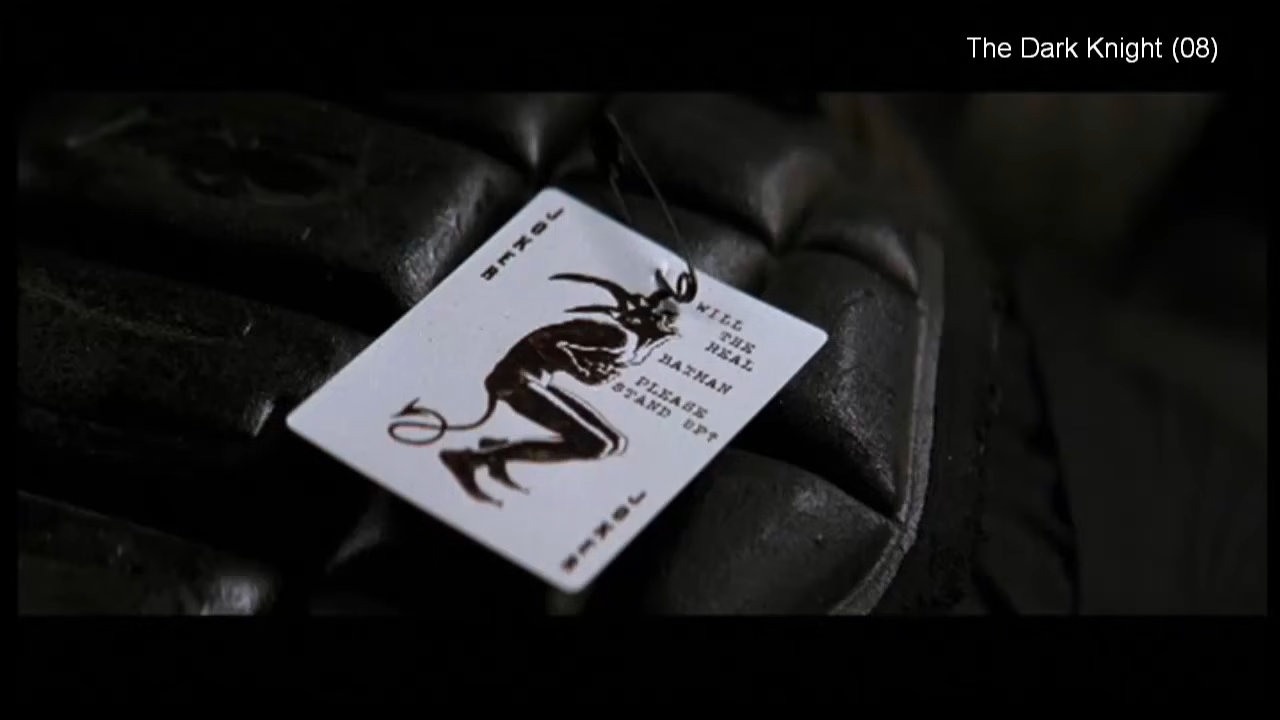 The Dark Knight (08)
JOKER
WILL
THE
REAL
BATMAN
PLEASE
STAND UP?
JOKER